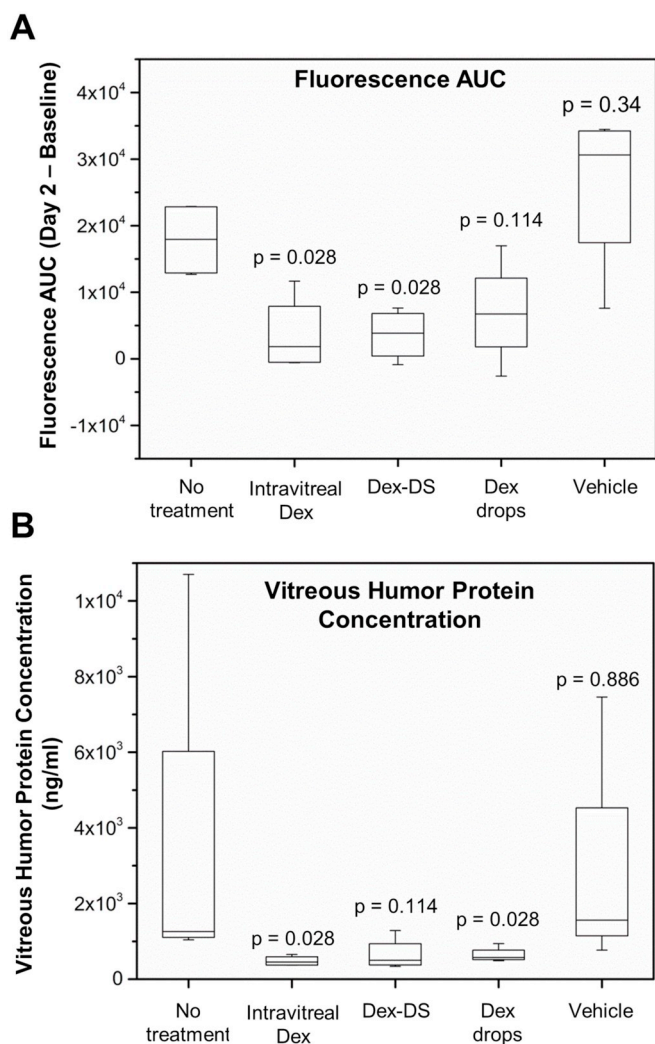 A
Fluorescence AUC
Fluorescence AUC (Day 2 – Baseline)
4x10⁴
3x10⁴
2x10⁴
1x10⁴
0
-1x10⁴
p = 0.028
p = 0.028
p = 0.114
p = 0.34
No
treatment
Intravitreal
Dex
Dex-DS
Dex
drops
Vehicle
B
Vitreous Humor Protein
Concentration
Vitreous Humor Protein Concentration
(ng/ml)
1x10⁴
8x10³
6x10³
4x10³
2x10³
0
p = 0.028
p = 0.114
p = 0.028
p = 0.886
No
treatment
Intravitreal
Dex
Dex-DS
Dex
drops
Vehicle